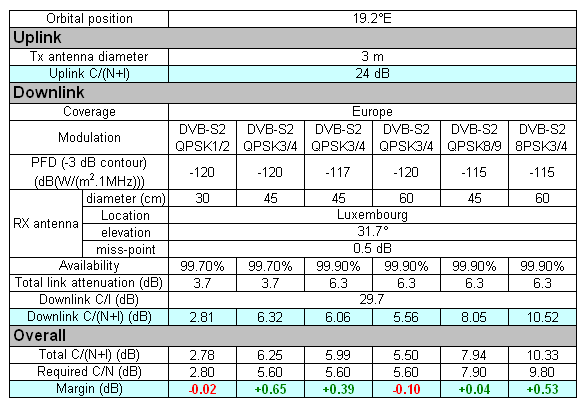 Orbital position 19.2°E
Uplink
Tx antenna diameter 3 m
Uplink C/(N+I) 24 dB
Downlink
Coverage Europe
Modulation DVB-S2 QPSK1/2 DVB-S2 QPSK3/4 DVB-S2 QPSK3/4 DVB-S2 QPSK3/4 DVB-S2 QPSK8/9 DVB-S2 8PSK3/4
PFD (-3 dB contour) (dB(W/(m².1MHz))) -120 -120 -117 -120 -115 -115
RX antenna
diameter (cm) 30 45 45 60 45 60
Location Luxembourg
elevation 31.7°
miss-point 0.5 dB
Availability 99.70% 99.70% 99.90% 99.90% 99.90% 99.90%
Total link attenuation (dB) 3.7 3.7 6.3 6.3 6.3 6.3
Downlink C/I (dB) 29.7
Downlink C/(N+I) (dB) 2.81 6.32 6.06 5.56 8.05 10.52
Overall
Total C/(N+I) (dB) 2.78 6.25 5.99 5.50 7.94 10.33
Required C/N (dB) 2.80 5.60 5.60 5.60 7.90 9.80
Margin (dB) -0.02 +0.65 +0.39 -0.10 +0.04 +0.53